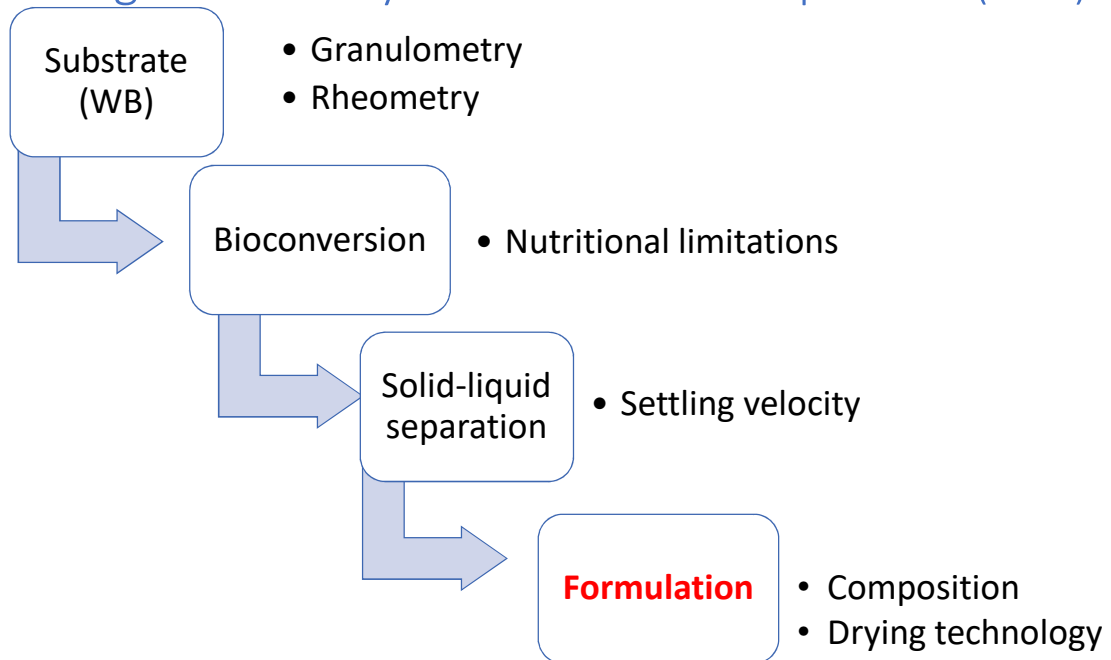 Substrate
(WB)
• Granulometry
• Rheometry
Bioconversion
• Nutritional limitations
Solid-liquid
separation
• Settling velocity
Formulation
• Composition
• Drying technology